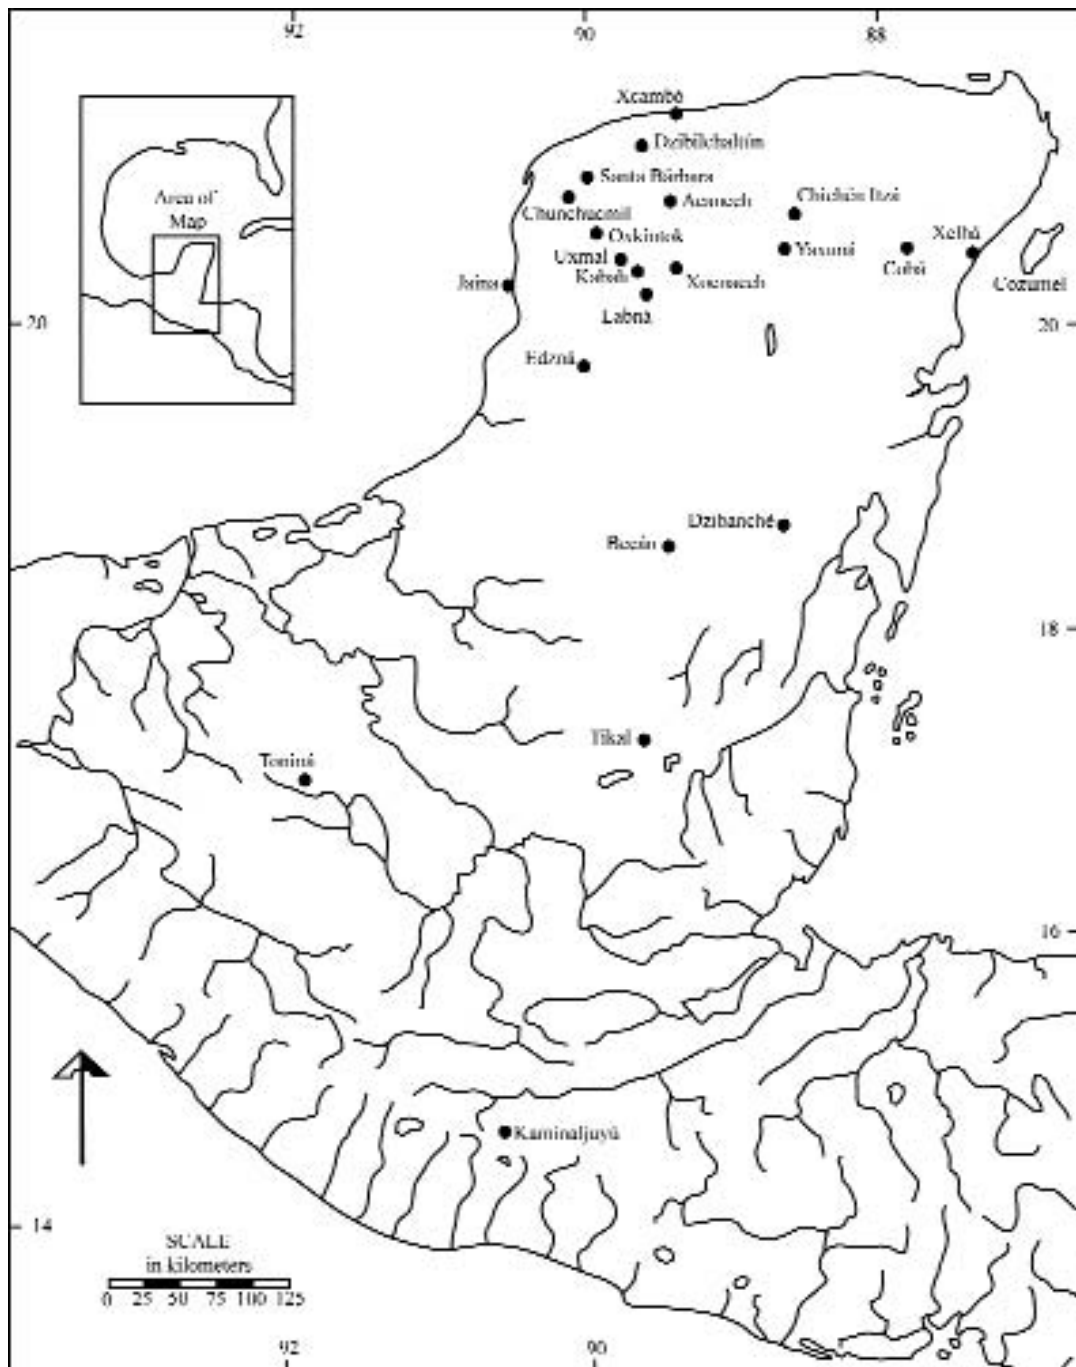 92
90
88
Xcambó
Dzibilchaltún
Santa Bárbara
Area of
Map
Acanceh
Chichén Itzá
Chunchucmil
Oxkintok
Xelhá
Uxmal
Yaxuná
Cobá
Kabah
Xocnaceh
Jaina
Cozumel
Labná
20
20
Edzná
Dzibanché
Becán
18
Tikal
Toniná
16
Kaminaljuyú
14
SCALE
in kilometers
0 25 50 75 100 125
92
90